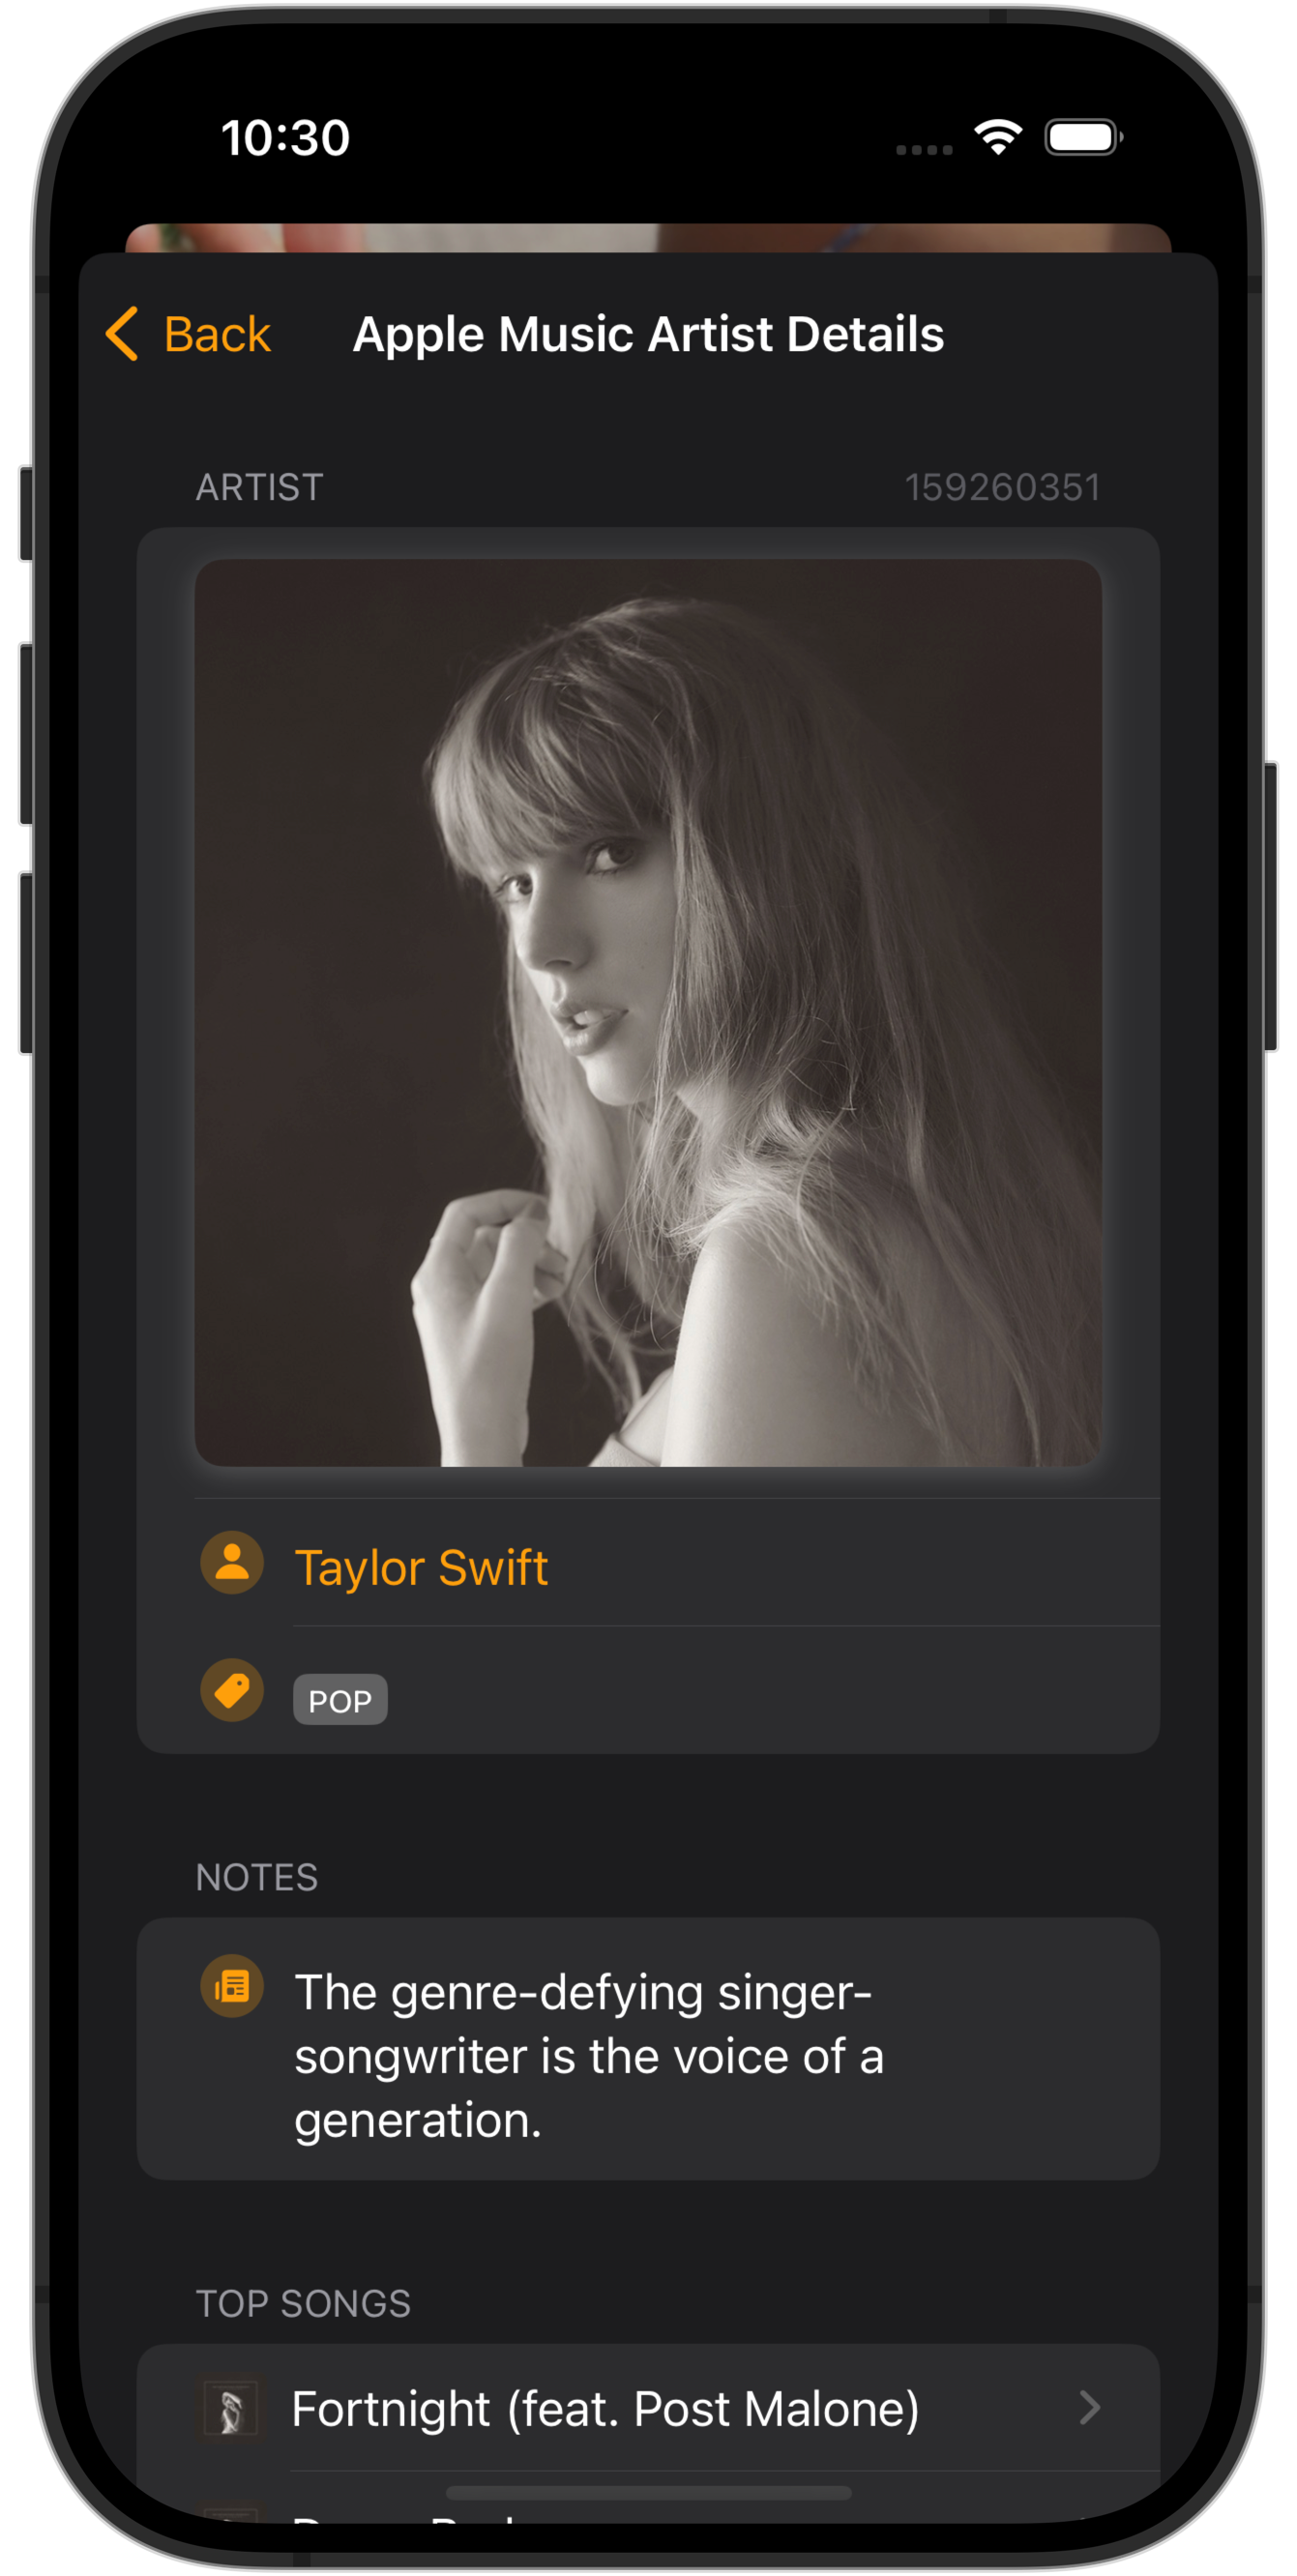 10:30
Back
Apple Music Artist Details
ARTIST
159260351
Taylor Swift
POP
NOTES
The genre-defying singer-
songwriter is the voice of a
generation.
TOP SONGS
Fortnight (feat. Post Malone)